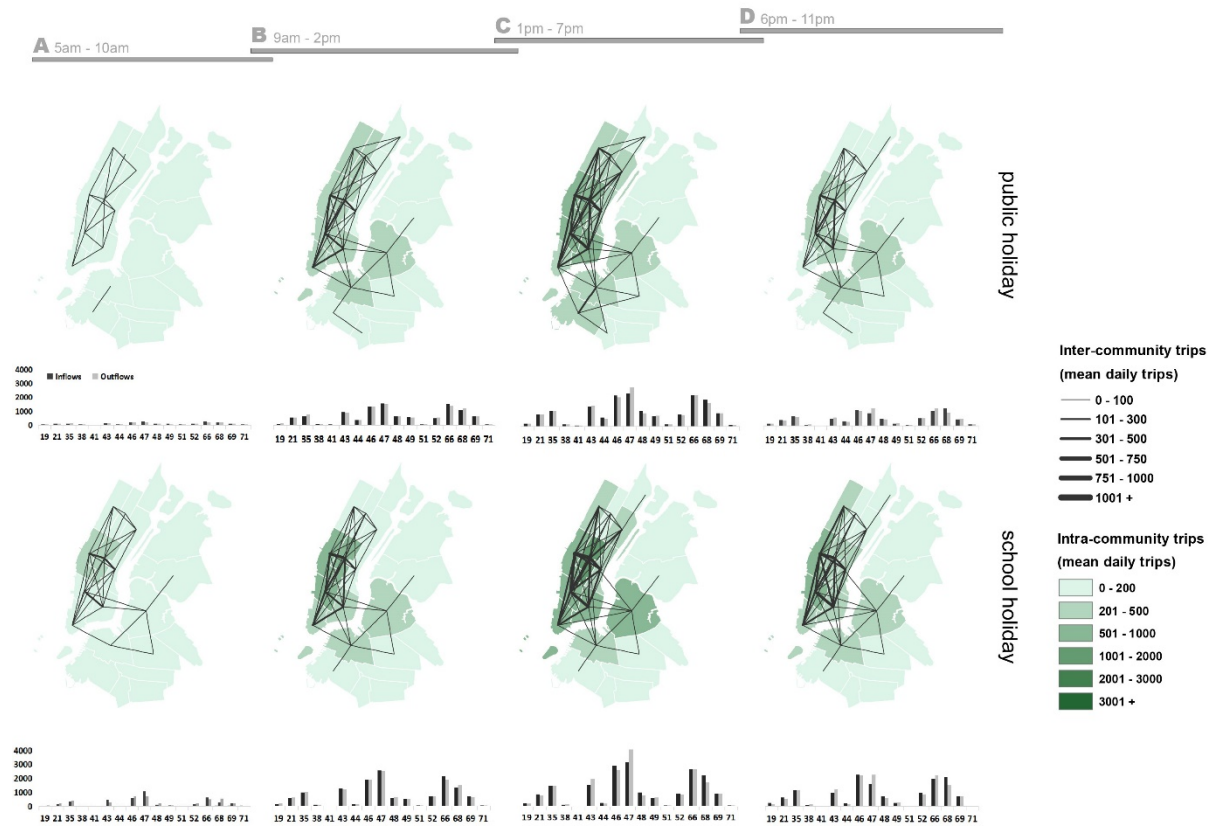 A 5am - 10am
B 9am - 2pm
C 1pm - 7pm
D 6pm - 11pm
public holiday
4000
3000
2000
1000
0
Inflows Outflows
19 21 35 38 41 43 44 46 47 48 49 51 52 66 68 69 71
19 21 35 38 41 43 44 46 47 48 49 51 52 66 68 69 71
19 21 35 38 41 43 44 46 47 48 49 51 52 66 68 69 71
19 21 35 38 41 43 44 46 47 48 49 51 52 66 68 69 71
school holiday
4000
3000
2000
1000
0
19 21 35 38 41 43 44 46 47 48 49 51 52 66 68 69 71
19 21 35 38 41 43 44 46 47 48 49 51 52 66 68 69 71
19 21 35 38 41 43 44 46 47 48 49 51 52 66 68 69 71
19 21 35 38 41 43 44 46 47 48 49 51 52 66 68 69 71
Inter-community trips
(mean daily trips)
0 - 100
101 - 300
301 - 500
501 - 750
751 - 1000
1001 +
Intra-community trips
(mean daily trips)
0 - 200
201 - 500
501 - 1000
1001 - 2000
2001 - 3000
3001 +